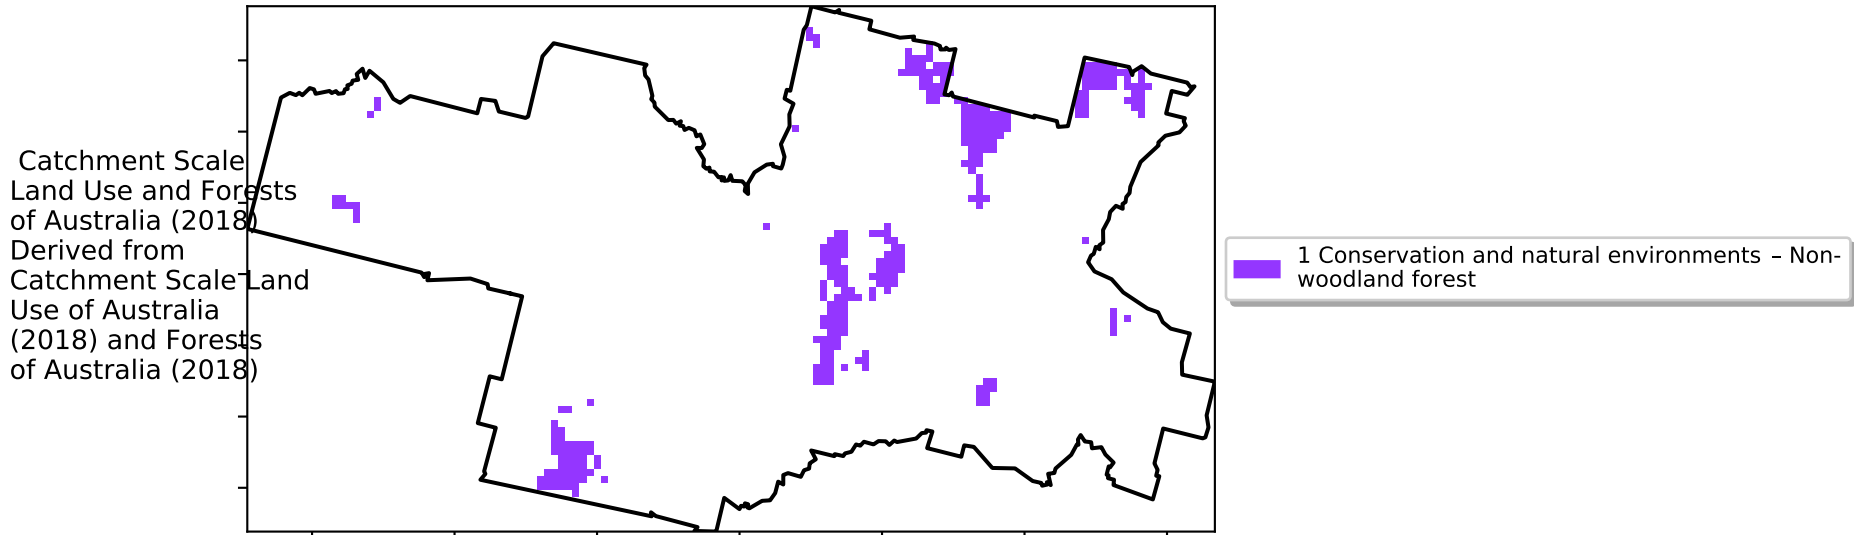 Catchment Scale
Land Use and Forests
of Australia (2018)
Derived from
Catchment Scale Land
Use of Australia
(2018) and Forests
of Australia (2018)
1 Conservation and natural environments – Non-
woodland forest